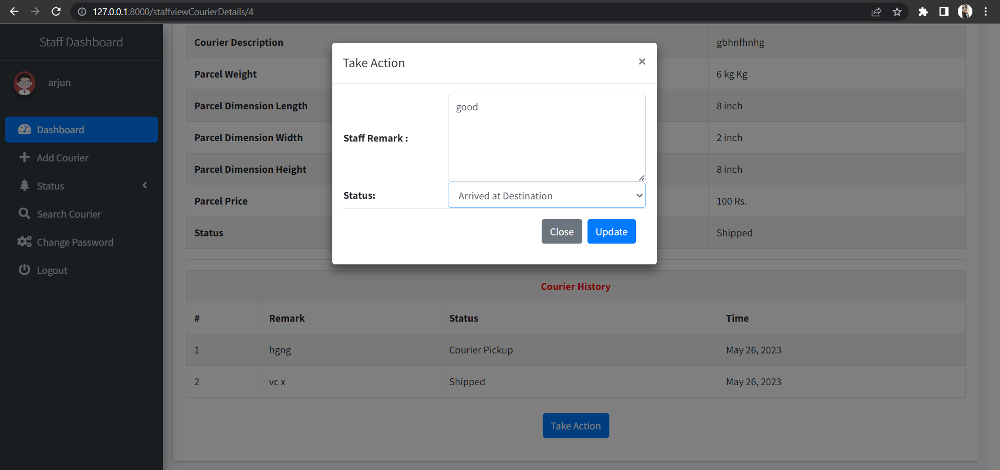 127.0.0.1:8000/staffviewCourierDetails/4
Staff Dashboard
arjun
Dashboard
Add Courier
Status
Search Courier
Change Password
Logout
Courier Description gbhnfhnhg
Parcel Weight 6 kg Kg
Parcel Dimension Length 8 inch
Parcel Dimension Width 2 inch
Parcel Dimension Height 8 inch
Parcel Price 100 Rs.
Status Shipped
Take Action ×
Staff Remark : good
Status: Arrived at Destination
Close Update
Courier History
# Remark Status Time
1 hgng Courier Pickup May 26, 2023
2 vc x Shipped May 26, 2023
Take Action